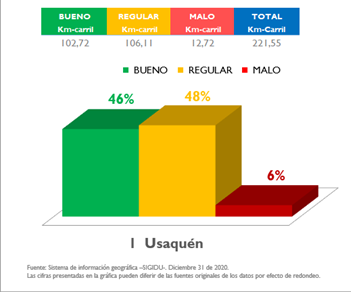 BUENO REGULAR MALO TOTAL
Km-carril Km-Carril Km-Carril Km-Carril
102,72 106,11 12,72 221,55
BUENO REGULAR MALO
46% 48% 6%
1 Usaquén
Fuente: Sistema de información geográfica –SIGIDU-. Diciembre 31 de 2020.
Las cifras presentadas en la gráfica pueden diferir de las fuentes originales de los datos por efecto de redondeo.